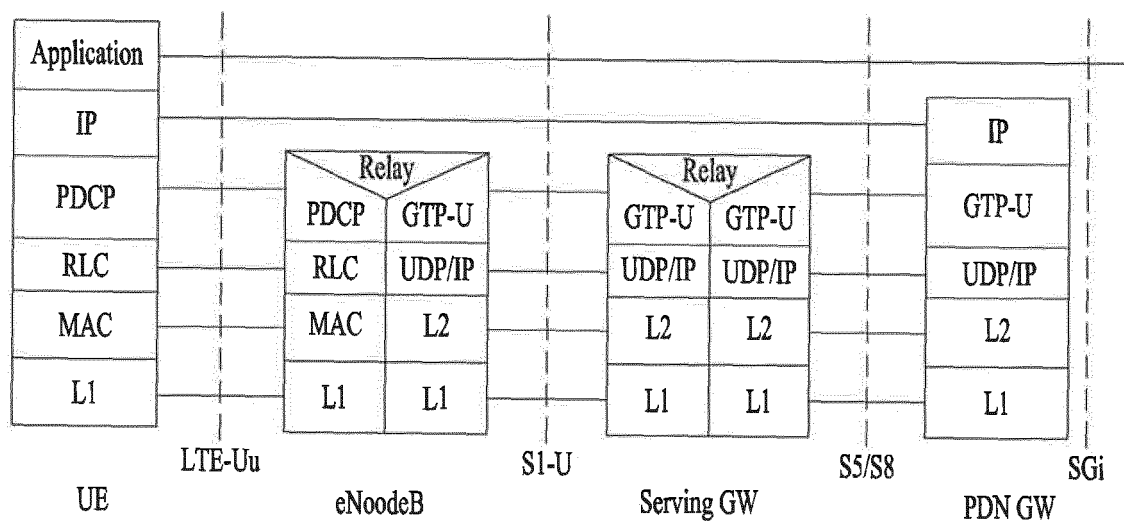 Application
IP
PDCP
RLC
MAC
L1
Relay
PDCP GTP-U
RLC UDP/IP
MAC L2
L1 L1
Relay
GTP-U GTP-U
UDP/IP UDP/IP
L2 L2
L1 L1
IP
GTP-U
UDP/IP
L2
L1
LTE-Uu S1-U S5/S8 SGi
UE eNoodeB Serving GW PDN GW